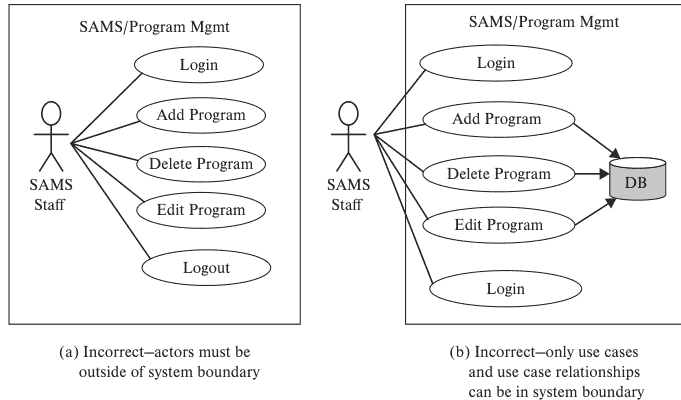 SAMS/Program Mgmt
Login
Add Program
Delete Program
Edit Program
Logout
SAMS
Staff
(a) Incorrect—actors must be
outside of system boundary
SAMS/Program Mgmt
Login
Add Program
Delete Program
Edit Program
Login
SAMS
Staff
DB
(b) Incorrect—only use cases
and use case relationships
can be in system boundary